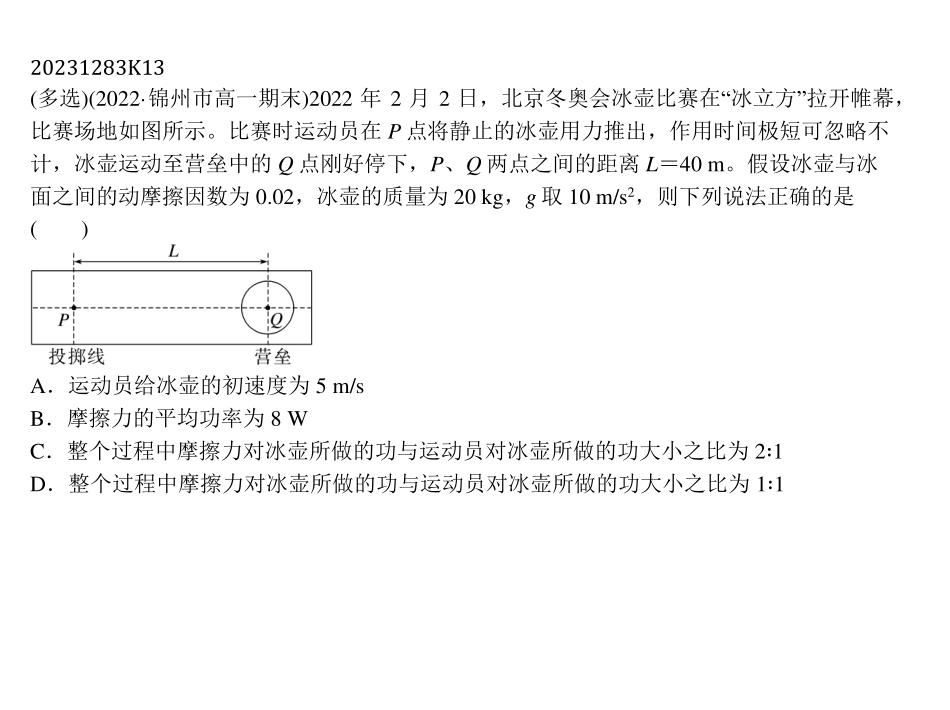 20231283K13
(多选)(2022·锦州市高一期末)2022 年 2 月 2 日，北京冬奥会冰壶比赛在“冰立方”拉开帷幕，
比赛场地如图所示。比赛时运动员在 P 点将静止的冰壶用力推出，作用时间极短可忽略不
计，冰壶运动至营垒中的 Q 点刚好停下，P、Q 两点之间的距离 L＝40 m。假设冰壶与冰
面之间的动摩擦因数为 0.02，冰壶的质量为 20 kg，g 取 10 m/s²，则下列说法正确的是
(　　)
L
P
Q
投掷线
营垒
A．运动员给冰壶的初速度为 5 m/s
B．摩擦力的平均功率为 8 W
C．整个过程中摩擦力对冰壶所做的功与运动员对冰壶所做的功大小之比为 2∶1
D．整个过程中摩擦力对冰壶所做的功与运动员对冰壶所做的功大小之比为 1∶1